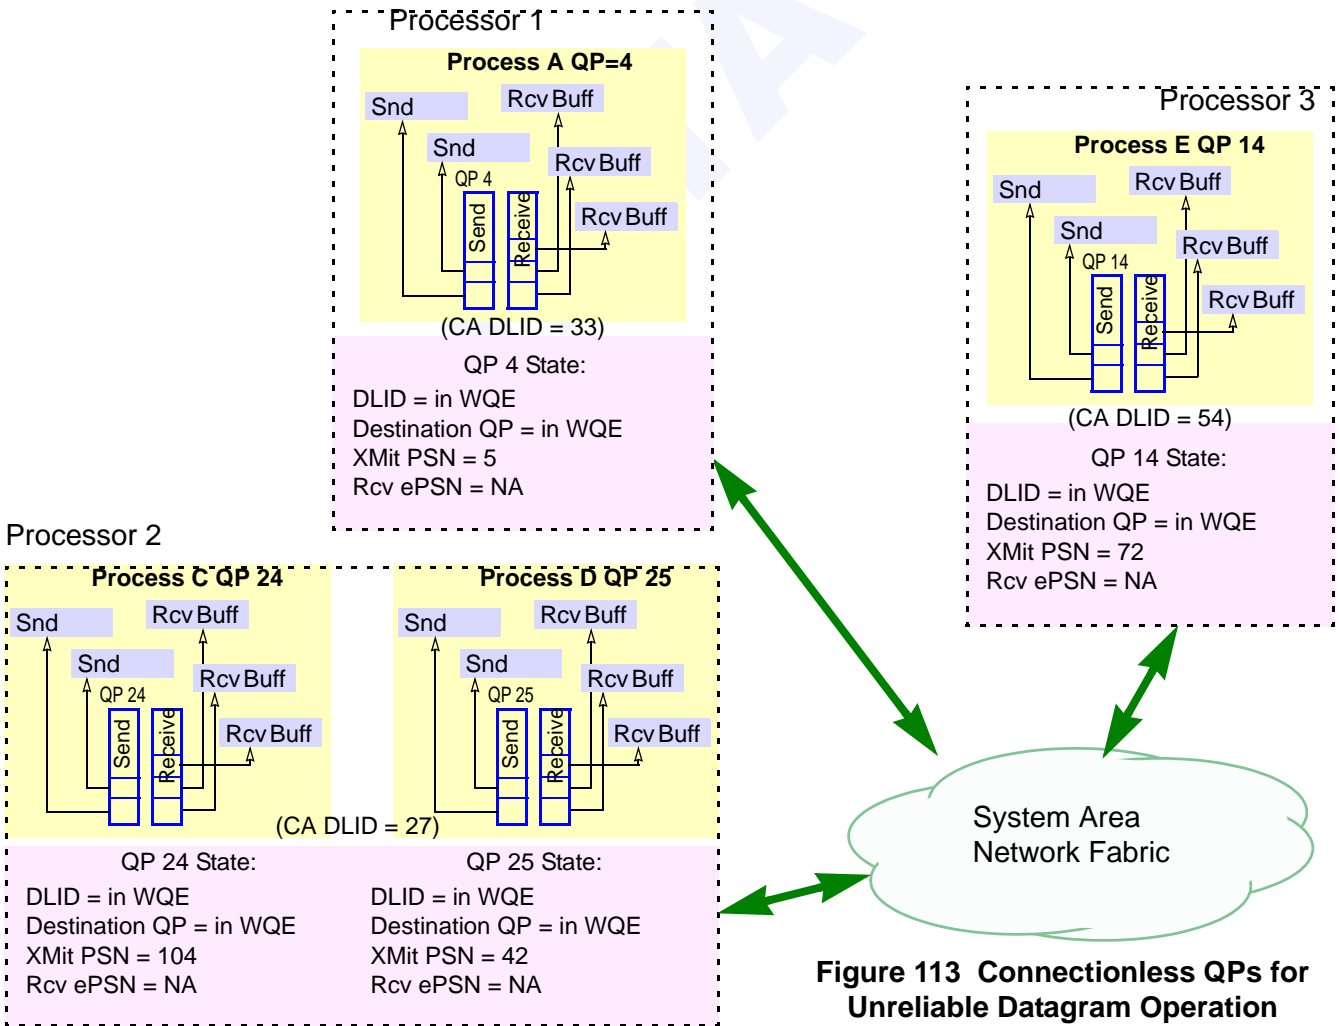 Processor 1
Process A QP=4
Snd
Rcv Buff
Snd
Rcv Buff
QP 4
Rcv Buff
Send
Receive
(CA DLID = 33)
QP 4 State:
DLID = in WQE
Destination QP = in WQE
XMit PSN = 5
Rcv ePSN = NA
Processor 3
Process E QP 14
Snd
Rcv Buff
Snd
Rcv Buff
QP 14
Rcv Buff
Send
Receive
(CA DLID = 54)
QP 14 State:
DLID = in WQE
Destination QP = in WQE
XMit PSN = 72
Rcv ePSN = NA
Processor 2
Process C QP 24
Snd
Rcv Buff
Snd
Rcv Buff
QP 24
Rcv Buff
Send
Receive
Process D QP 25
Snd
Rcv Buff
Snd
Rcv Buff
QP 25
Rcv Buff
Send
Receive
(CA DLID = 27)
QP 24 State:
DLID = in WQE
Destination QP = in WQE
XMit PSN = 104
Rcv ePSN = NA
QP 25 State:
DLID = in WQE
Destination QP = in WQE
XMit PSN = 42
Rcv ePSN = NA
System Area
Network Fabric
Figure 113 Connectionless QPs for
Unreliable Datagram Operation